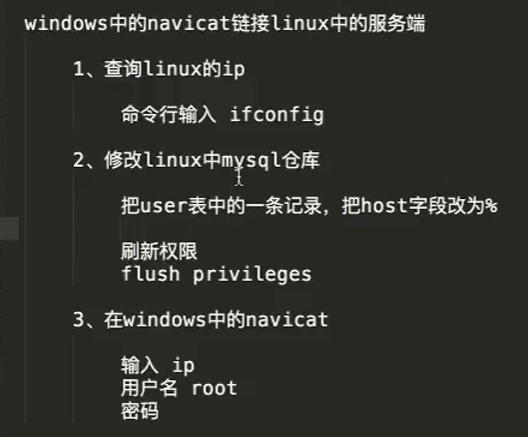 windows中的navicat链接linux中的服务端
1、查询linux的ip
命令行输入 ifconfig
2、修改linux中mysql仓库
把user表中的一条记录，把host字段改为%
刷新权限
flush privileges
3、在windows中的navicat
输入 ip
用户名 root
密码